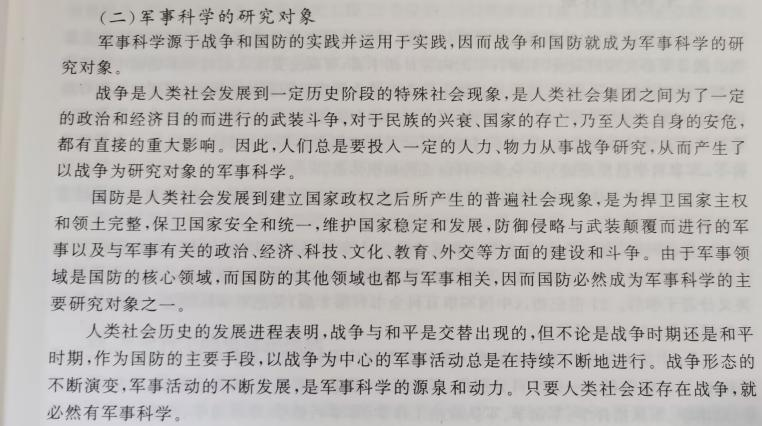 (二)军事科学的研究对象
军事科学源于战争和国防的实践并运用于实践,因而战争和国防就成为军事科学的研
究对象。
战争是人类社会发展到一定历史阶段的特殊社会现象,是人类社会集团之间为了一定
的政治和经济目的而进行的武装斗争,对于民族的兴衰、国家的存亡,乃至人类自身的安危,
都有直接的重大影响。因此,人们总是要投入一定的人力、物力从事战争研究,从而产生了
以战争为研究对象的军事科学。
国防是人类社会发展到建立国家政权之后所产生的普遍社会现象,是为捍卫国家主权
和领土完整,保卫国家安全和统一,维护国家稳定和发展,防御侵略与武装颠覆而进行的军
事以及与军事有关的政治、经济、科技、文化、教育、外交等方面的建设和斗争。由于军事领
域是国防的核心领域,而国防的其他领域也都与军事相关,因而国防必然成为军事科学的主
要研究对象之一。
人类社会历史的发展进程表明,战争与和平是交替出现的,但不论是战争时期还是和平
时期,作为国防的主要手段,以战争为中心的军事活动总是在持续不断地进行。战争形态的
不断演变,军事活动的不断发展,是军事科学的源泉和动力。只要人类社会还存在战争,就
必然有军事科学。